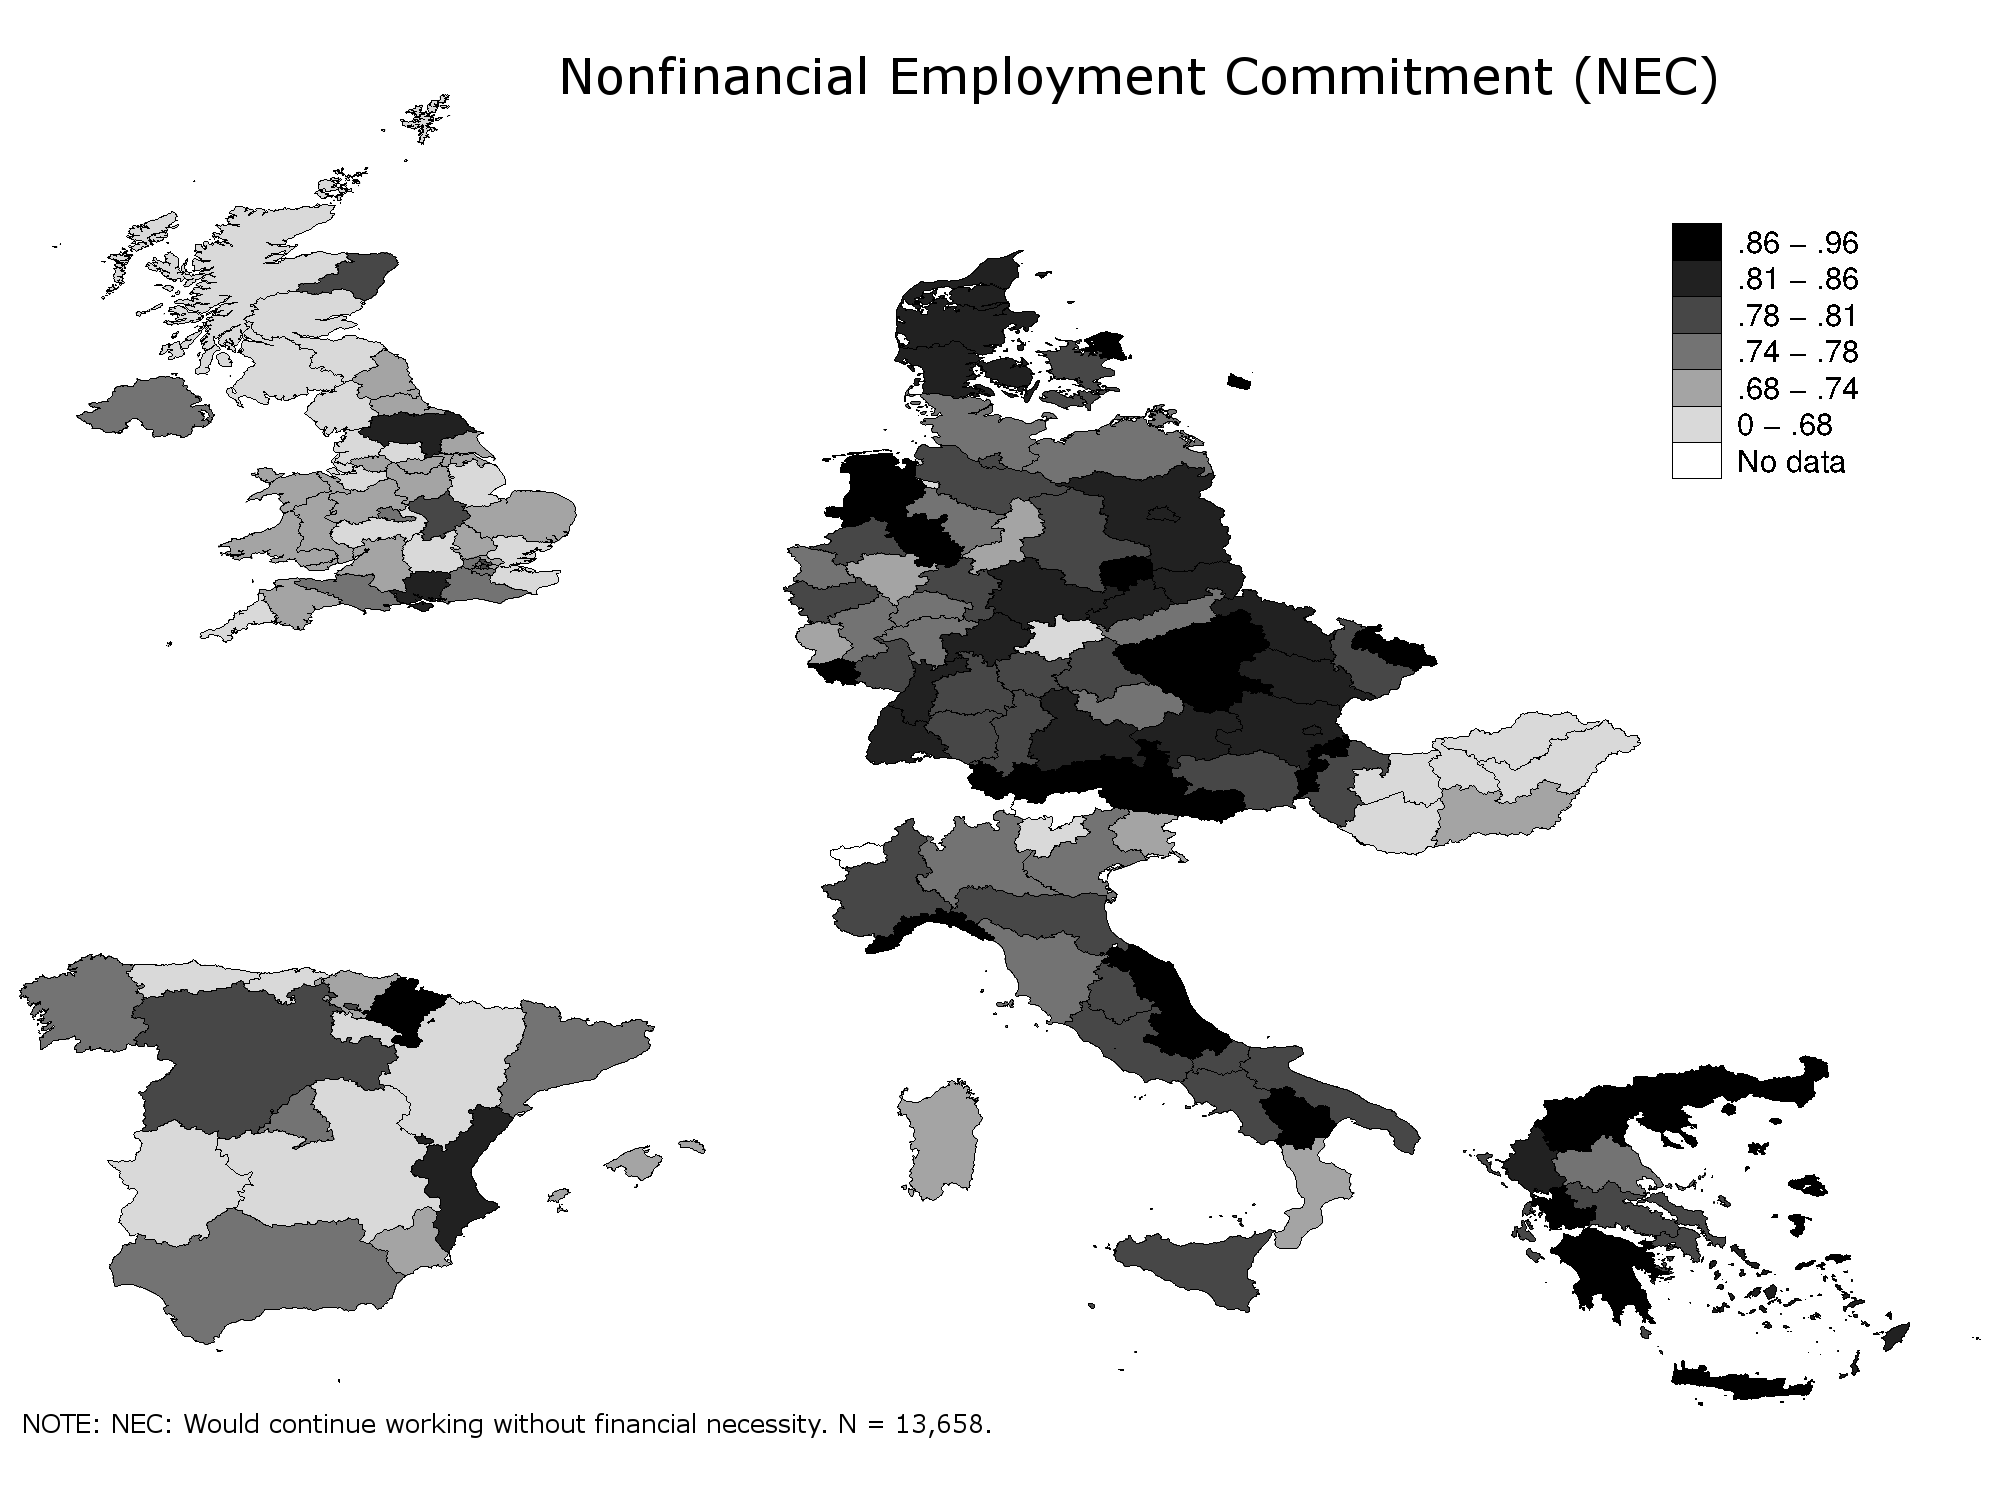 Nonfinancial Employment Commitment (NEC)
.86 – .96
.81 – .86
.78 – .81
.74 – .78
.68 – .74
0 – .68
No data
NOTE: NEC: Would continue working without financial necessity. N = 13,658.